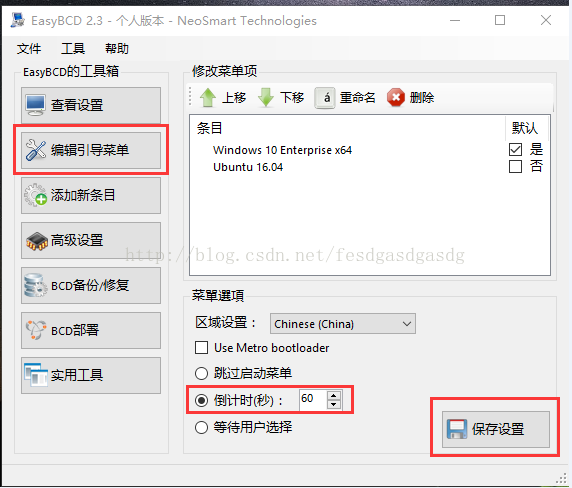 EasyBCD 2.3 - 个人版本 - NeoSmart Technologies
文件 工具 帮助
EasyBCD的工具箱
查看设置
编辑引导菜单
添加新条目
高级设置
BCD备份/修复
BCD部署
实用工具
修改菜单项
上移 下移 á 重命名 删除
条目 默认
Windows 10 Enterprise x64 是
Ubuntu 16.04 否
http://blog.csdn.net/fesdgasdgasdg
菜單選項
区域设置： Chinese (China)
Use Metro bootloader
跳过启动菜单
倒计时(秒)： 60
等待用户选择
保存设置